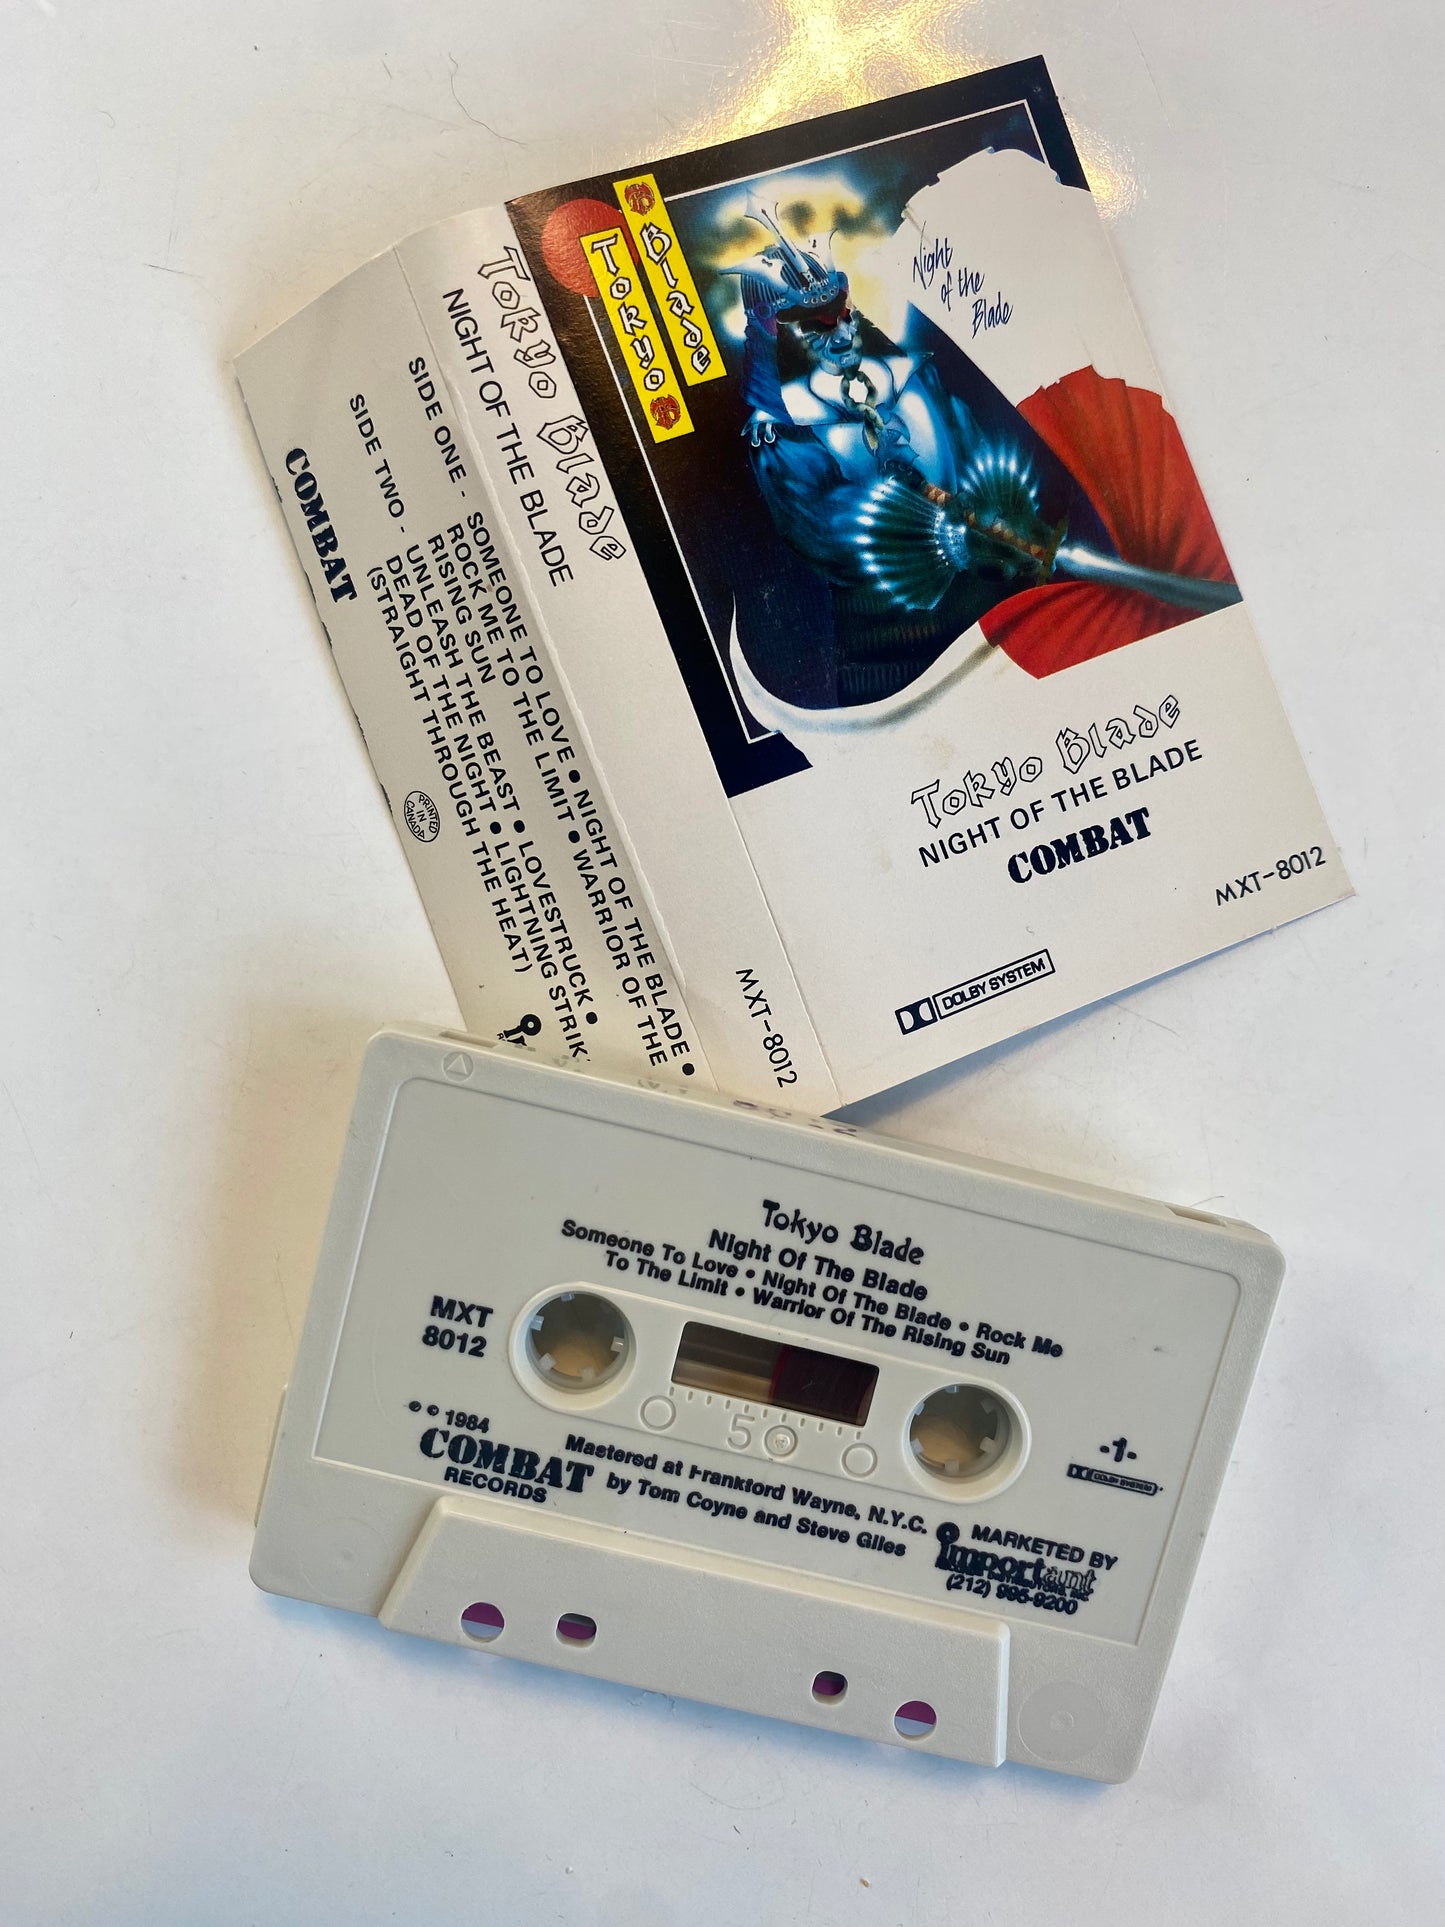 Blade
Tokyo
Night
of the
Blade
Tokyo Blade
NIGHT OF THE BLADE
COMBAT
MXT-8012
DOLBY SYSTEM
Tokyo Blade
NIGHT OF THE BLADE
MXT-8012
SIDE ONE - SOMEONE TO LOVE • NIGHT OF THE BLADE •
ROCK ME TO THE LIMIT • WARRIOR OF THE
RISING SUN
SIDE TWO - UNLEASH THE BEAST • LOVESTRUCK •
DEAD OF THE NIGHT • LIGHTNING STRIK
(STRAIGHT THROUGH THE HEAT)
COMBAT
PRINTED
IN
CANADA
Tokyo Blade
Night Of The Blade
Someone To Love • Night Of The Blade • Rock Me
To The Limit • Warrior Of The Rising Sun
MXT
8012
50
-1-
DOLBY SYSTEM
℗ © 1984
COMBAT
RECORDS
Mastered at Frankford Wayne, N.Y.C.
by Tom Coyne and Steve Giles
MARKETED BY
important
(212) 995-9200